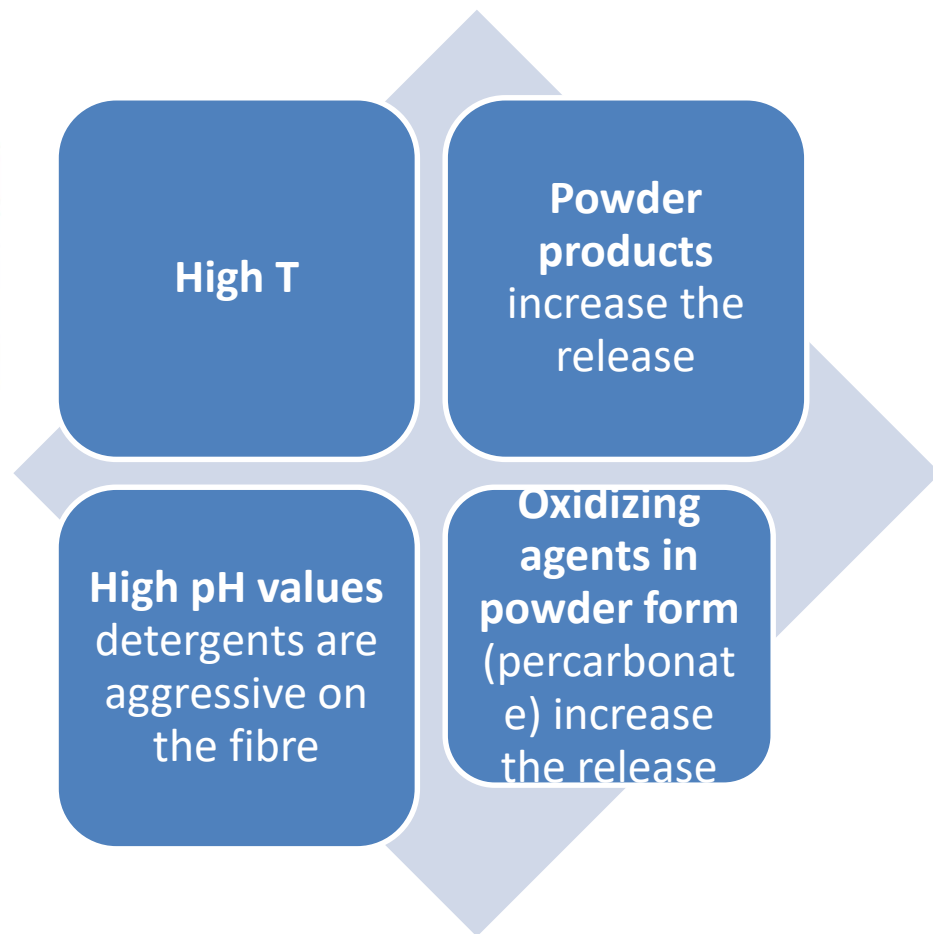 High T
Powder
products
increase the
release
High pH values
detergents are
aggressive on
the fibre
Oxidizing
agents in
powder form
(percarbonat
e) increase
the release